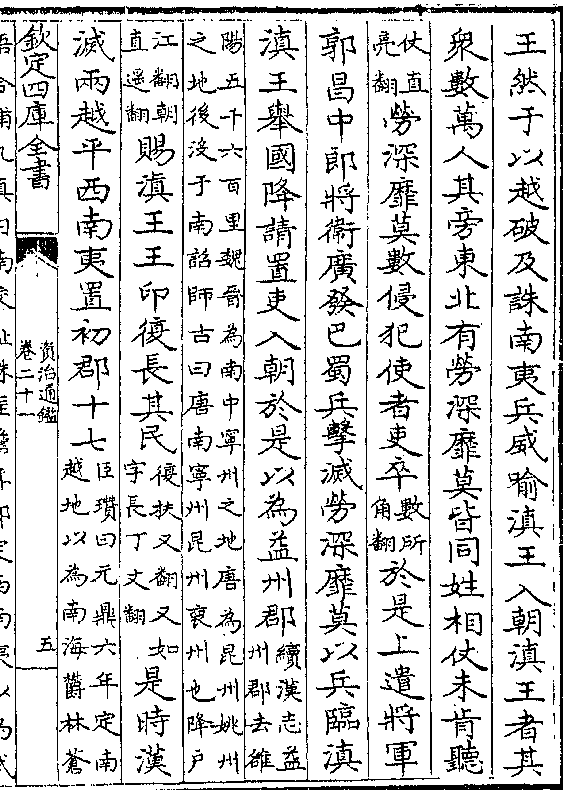 王然于以越破及誅南夷兵威喻滇王入朝滇王者其
衆數萬人其旁東北有勞深靡莫皆同姓相仗未肯聽
仗直亮翻勞深靡莫數侵犯使者吏卒數所角翻於是上遣將軍
郭昌中郎將衛廣發巴蜀兵擊滅勞深靡莫以兵臨滇
滇王舉國降請置吏入朝於是以為益州郡續漢志益州郡去雒
陽五千六百里魏晉為南中寧州之地唐為昆州姚州
之地後没于南詔師古曰唐南寧州昆州裒州也降戶
江翻朝直遥翻賜滇王王印復長其民復扶又翻又如字長丁丈翻是時漢
滅兩越平西南夷置初郡十七臣瓚曰元鼎六年定南越地以為南海鬱林蒼
欽定四庫全書
資治通鑑
卷二十一
五